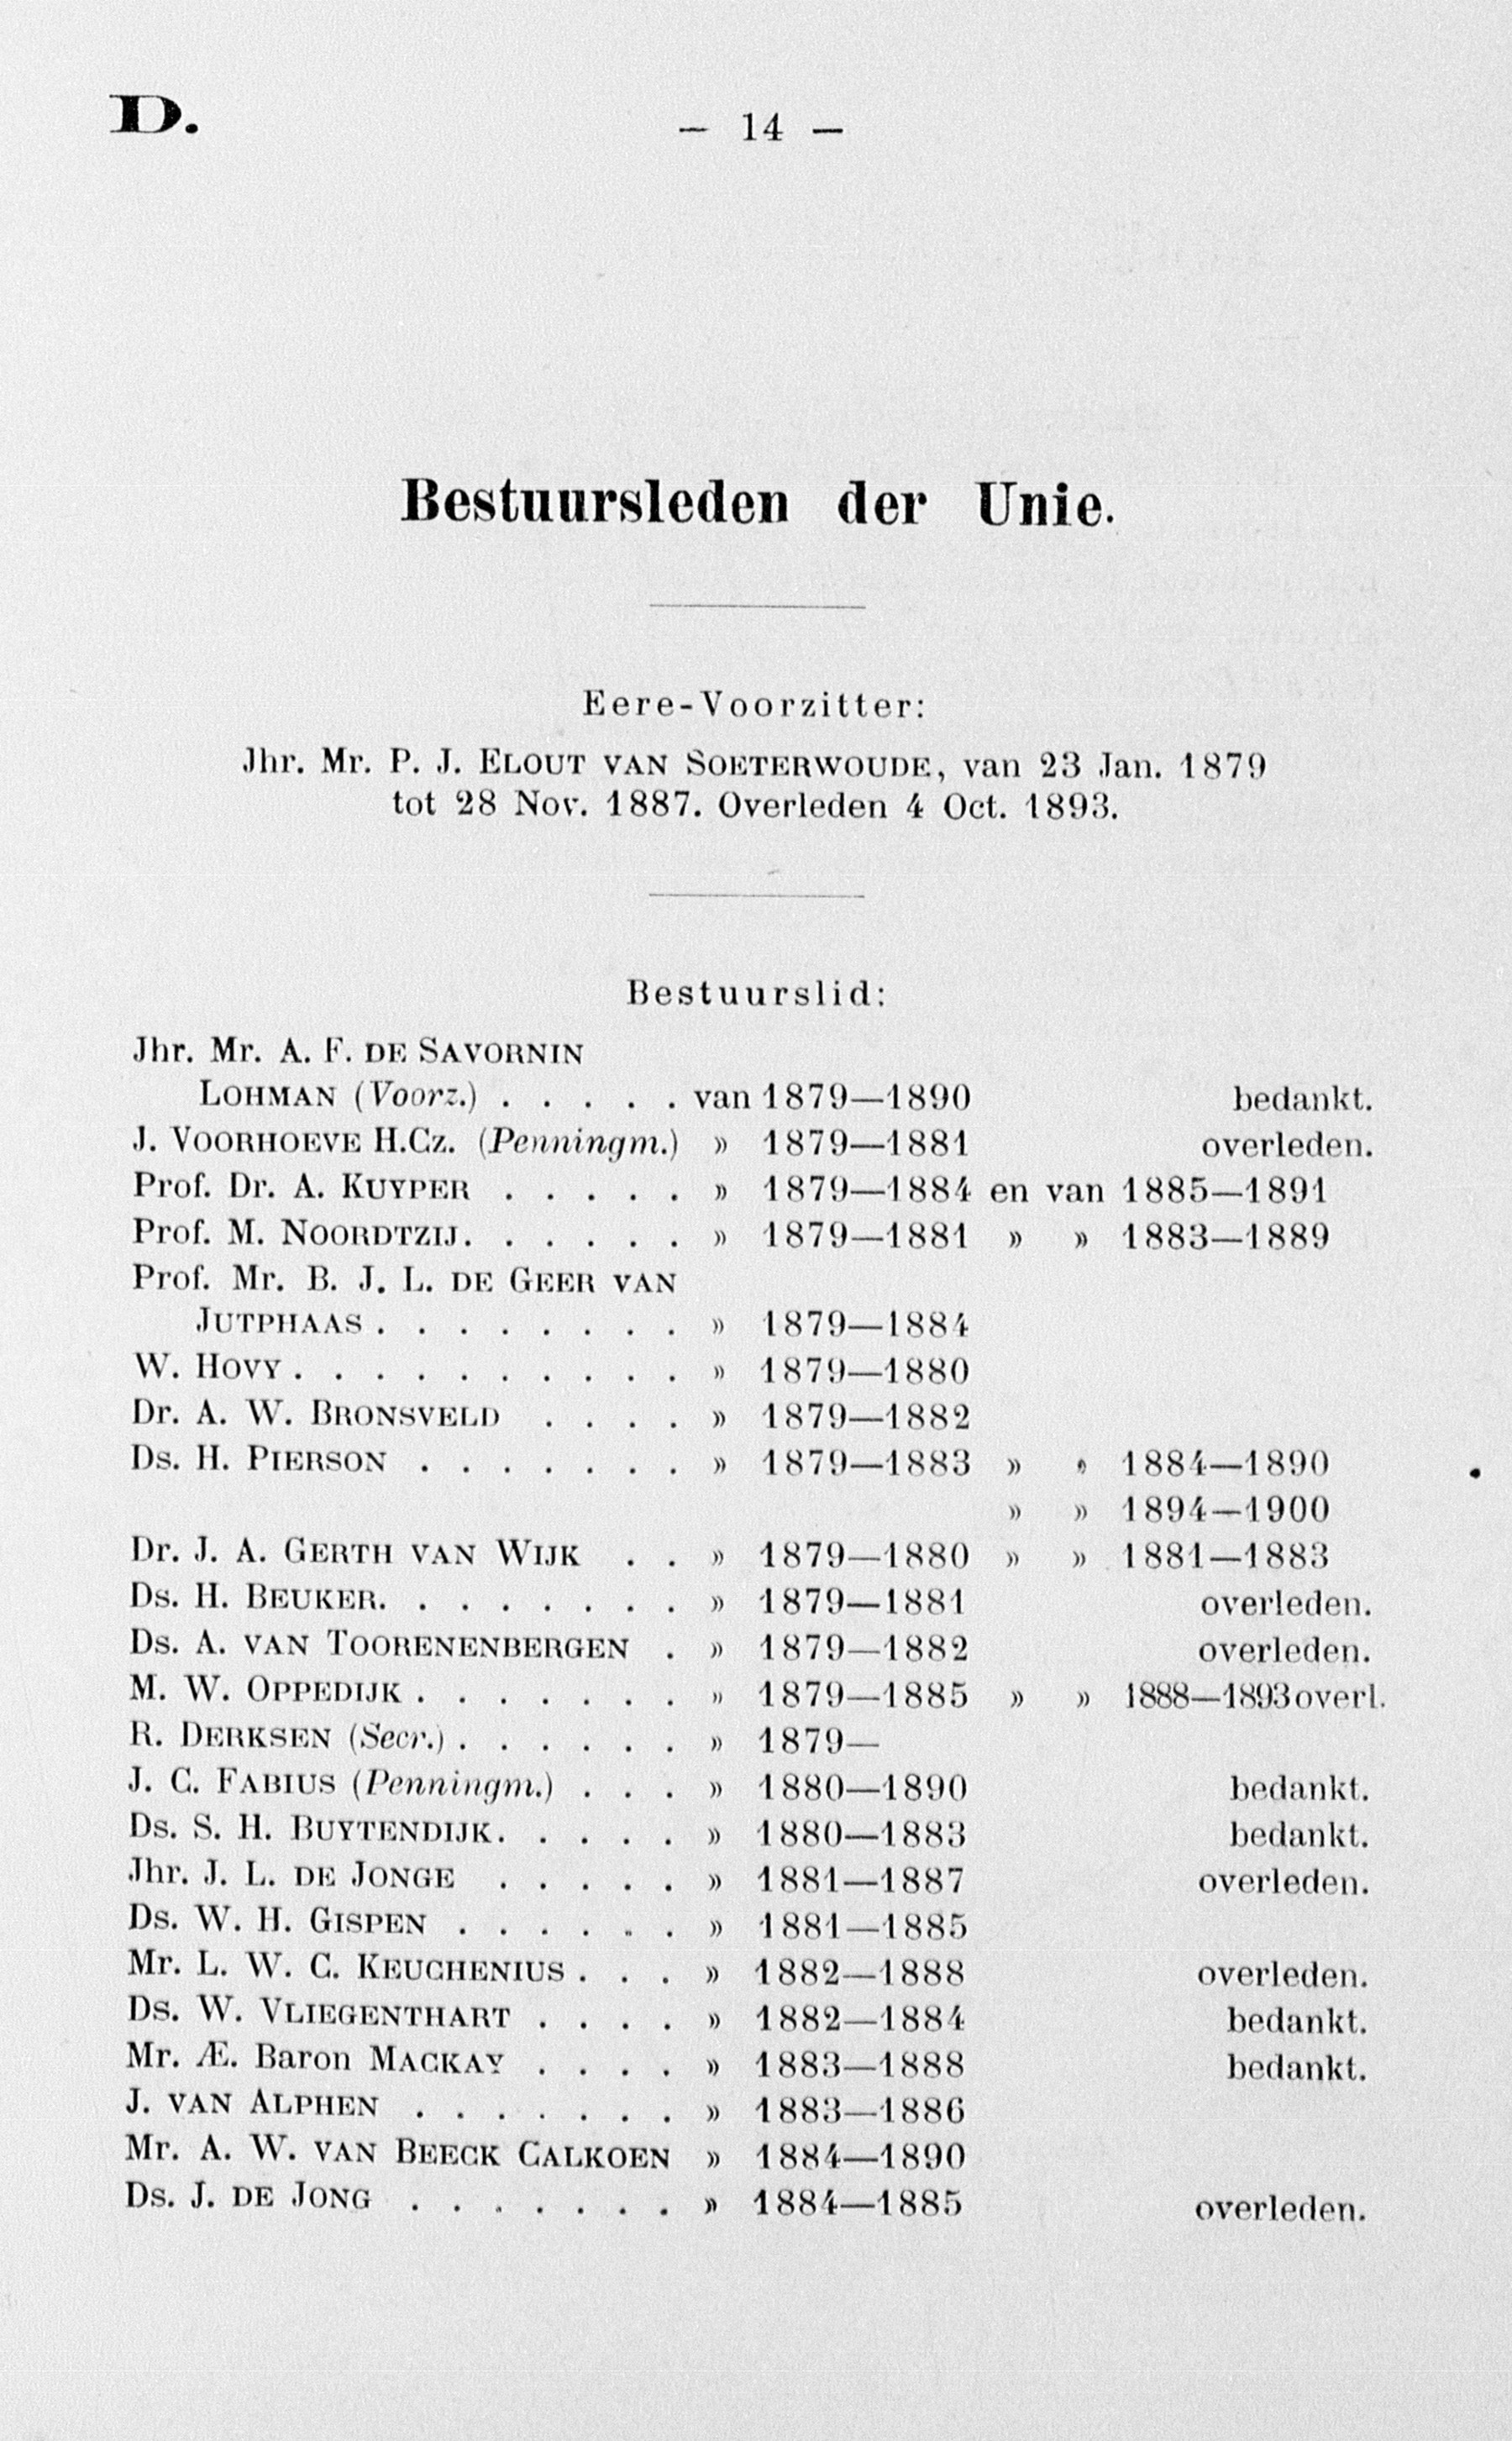 D.
— 14 —
Bestuursleden der Unie.
Eere-Voorzitter:
Jhr. Mr. P. J. Elout van Soeterwoude, van 23 Jan. 1879
tot 28 Nov. 1887. Overleden 4 Oct. 1893.
Bestuurslid:
Jhr. Mr. A. F. de Savornin
Lohman (Voorz.) . . . . . van 1879—1890 bedankt.
J. Voorhoeve H.Cz. (Penningm.) » 1879—1881 overleden.
Prof. Dr. A. Kuyper . . . . . » 1879—1884 en van 1885—1891
Prof. M. Noordtzij. . . . . . » 1879—1881 » » 1883—1889
Prof. Mr. B. J. L. de Geer van
Jutphaas . . . . . . . . » 1879—1884
W. Hovy . . . . . . . . . . » 1879—1880
Dr. A. W. Bronsveld . . . . » 1879—1882
Ds. H. Pierson . . . . . . . » 1879—1883 » » 1884—1890
» » 1894—1900
Dr. J. A. Gerth van Wijk . . » 1879—1880 » » 1881—1883
Ds. H. Beuker. . . . . . . . » 1879—1881 overleden.
Ds. A. van Toorenenbergen . » 1879—1882 overleden.
M. W. Oppedijk . . . . . . . » 1879—1885 » » 1888—1893 overl.
R. Derksen (Secr.) . . . . . . » 1879—
J. C. Fabius (Penningm.) . . . » 1880—1890 bedankt.
Ds. S. H. Buytendijk. . . . . » 1880—1883 bedankt.
Jhr. J. L. de Jonge . . . . . » 1881—1887 overleden.
Ds. W. H. Gispen . . . . . . » 1881—1885
Mr. L. W. C. Keuchenius . . . » 1882—1888 overleden.
Ds. W. Vliegenthart . . . . » 1882—1884 bedankt.
Mr. Æ. Baron Mackay . . . . » 1883—1888 bedankt.
J. van Alphen . . . . . . . » 1883—1886
Mr. A. W. van Beeck Calkoen » 1884—1890
Ds. J. de Jong . . . . . . . » 1884—1885 overleden.